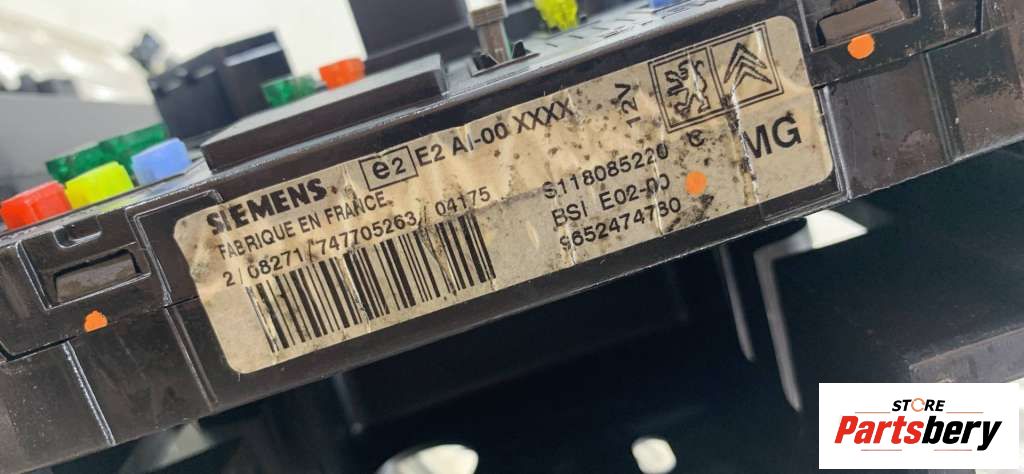 SIEMENS e2 E2 A1-00 XXXX 12V
FABRIQUE EN FRANCE.
2/08271/747705263/04175
S118085220 C
BSI E02-00
9652474780
MG
STORE
Partsbery